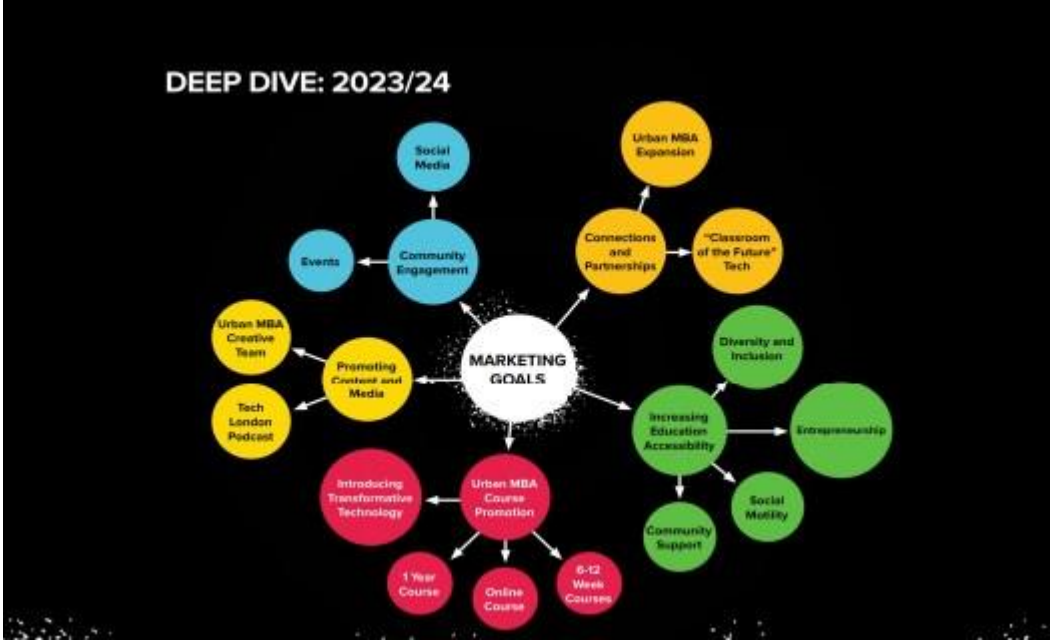 DEEP DIVE: 2023/24
Social
Media
Events
Community
Engagement
Urban MBA
Expansion
Connections
and
Partnerships
"Classroom
of the Future"
Tech
Urban MBA
Creative
Team
Promoting
Content and
Media
Tech
London
Podcast
MARKETING
GOALS
Diversity and
Inclusion
Increasing
Education
Accessibility
Entrepreneurship
Social
Motility
Community
Support
Introducing
Transformative
Technology
Urban MBA
Course
Promotion
1 Year
Course
Online
Course
6-12
Week
Courses